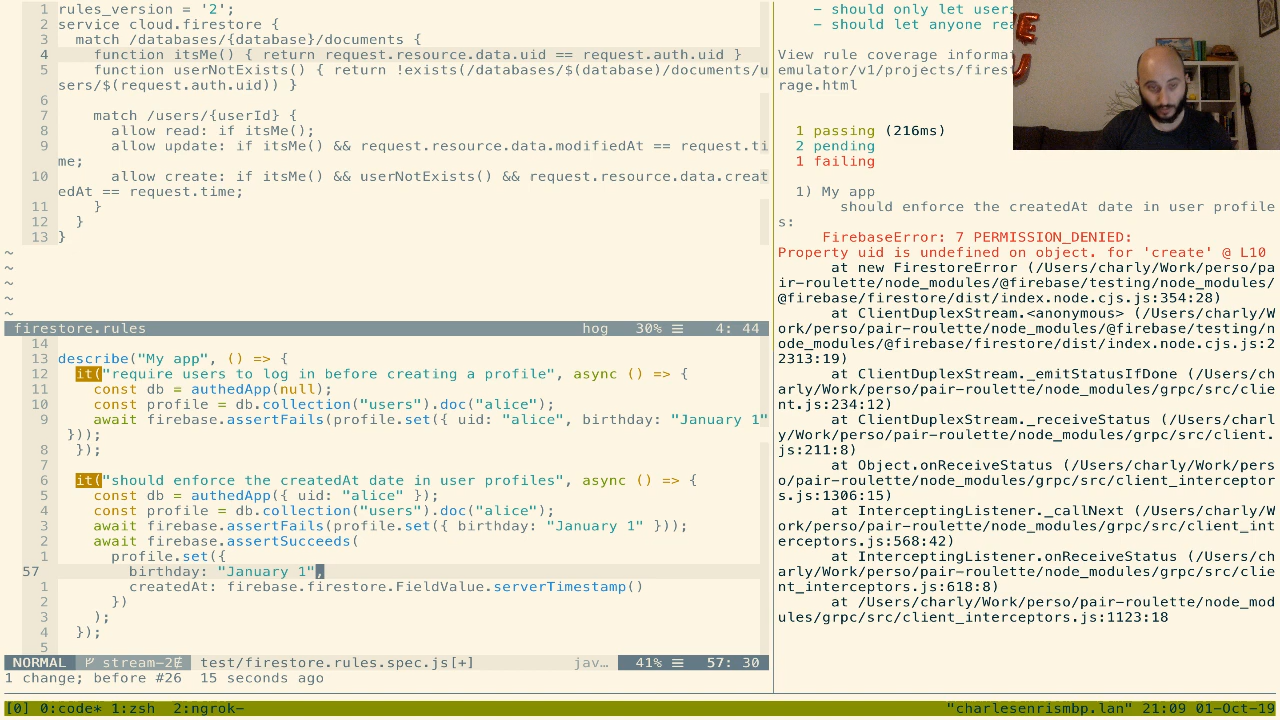 1 rules_version = '2';
2 service cloud.firestore {
3   match /databases/{database}/documents {
4     function itsMe() { return request.resource.data.uid == request.auth.uid }
5     function userNotExists() { return !exists(/databases/$(database)/documents/u
sers/$(request.auth.uid)) }
6
7     match /users/{userId} {
8       allow read: if itsMe();
9       allow update: if itsMe() && request.resource.data.modifiedAt == request.ti
me;
10       allow create: if itsMe() && userNotExists() && request.resource.data.creat
edAt == request.time;
11     }
12   }
13 }
~
~
~
~
~
firestore.rules hog 30% ☰ 4: 44
14
13 describe("My app", () => {
12   it("require users to log in before creating a profile", async () => {
11     const db = authedApp(null);
10     const profile = db.collection("users").doc("alice");
9     await firebase.assertFails(profile.set({ uid: "alice", birthday: "January 1"
}));
8   });
7
6   it("should enforce the createdAt date in user profiles", async () => {
5     const db = authedApp({ uid: "alice" });
4     const profile = db.collection("users").doc("alice");
3     await firebase.assertFails(profile.set({ birthday: "January 1" }));
2     await firebase.assertSucceeds(
1       profile.set({
57         birthday: "January 1",
1         createdAt: firebase.firestore.FieldValue.serverTimestamp()
2       })
3     );
4   });
5
NORMAL stream-2 test/firestore.rules.spec.js[+] jav… 41% ☰ 57: 30
1 change; before #26  15 seconds ago
- should only let users
- should let anyone rea
View rule coverage informat
emulator/v1/projects/firest
rage.html
1 passing (216ms)
2 pending
1 failing
1) My app
should enforce the createdAt date in user profile
s:
FirebaseError: 7 PERMISSION_DENIED:
Property uid is undefined on object. for 'create' @ L10
at new FirestoreError (/Users/charly/Work/perso/pa
ir-roulette/node_modules/@firebase/testing/node_modules/
@firebase/firestore/dist/index.node.cjs.js:354:28)
at ClientDuplexStream.<anonymous> (/Users/charly/W
ork/perso/pair-roulette/node_modules/@firebase/testing/n
ode_modules/@firebase/firestore/dist/index.node.cjs.js:2
2313:19)
at ClientDuplexStream._emitStatusIfDone (/Users/ch
arly/Work/perso/pair-roulette/node_modules/grpc/src/clie
nt.js:234:12)
at ClientDuplexStream._receiveStatus (/Users/charl
y/Work/perso/pair-roulette/node_modules/grpc/src/client.
js:211:8)
at Object.onReceiveStatus (/Users/charly/Work/pers
o/pair-roulette/node_modules/grpc/src/client_interceptor
s.js:1306:15)
at InterceptingListener._callNext (/Users/charly/W
ork/perso/pair-roulette/node_modules/grpc/src/client_int
erceptors.js:568:42)
at InterceptingListener.onReceiveStatus (/Users/ch
arly/Work/perso/pair-roulette/node_modules/grpc/src/clie
nt_interceptors.js:618:8)
at /Users/charly/Work/perso/pair-roulette/node_mod
ules/grpc/src/client_interceptors.js:1123:18
[0] 0:code* 1:zsh  2:ngrok- "charlesenrismbp.lan" 21:09 01-Oct-19